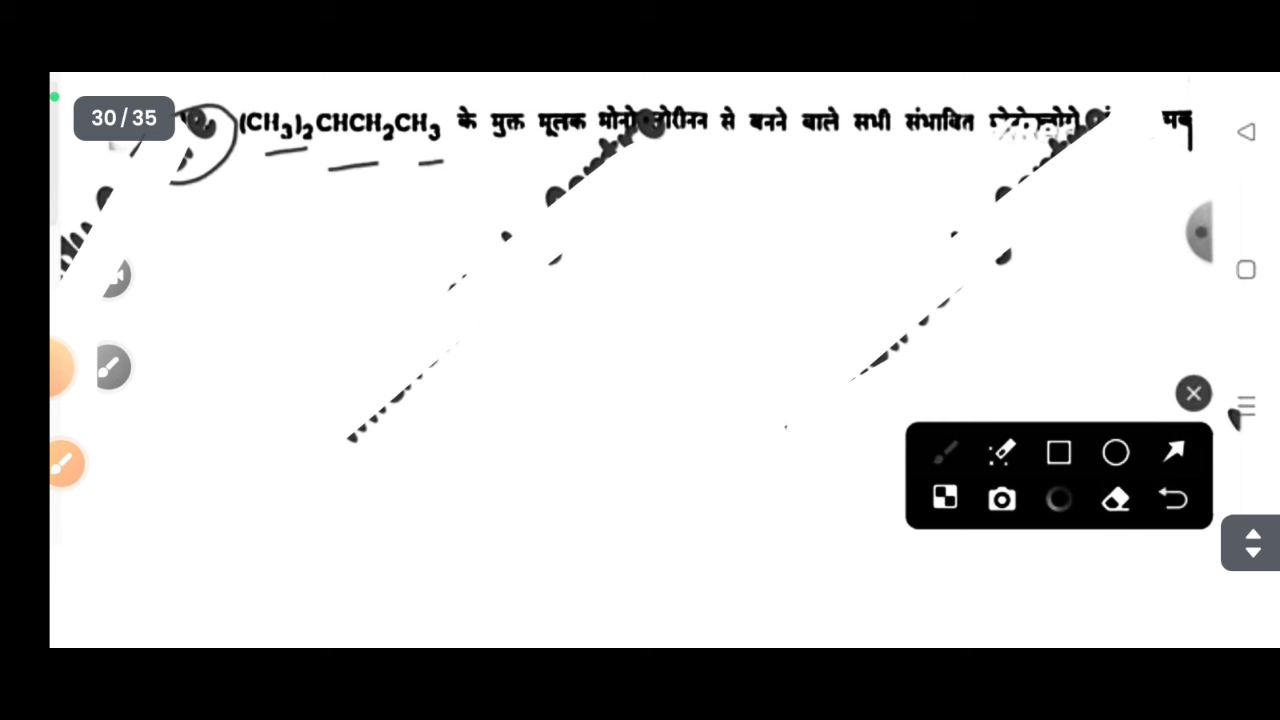 30 / 35
(CH₃)₂CHCH₂CH₃ के मुक्त मूलक से बनने वाले सभी संभावित